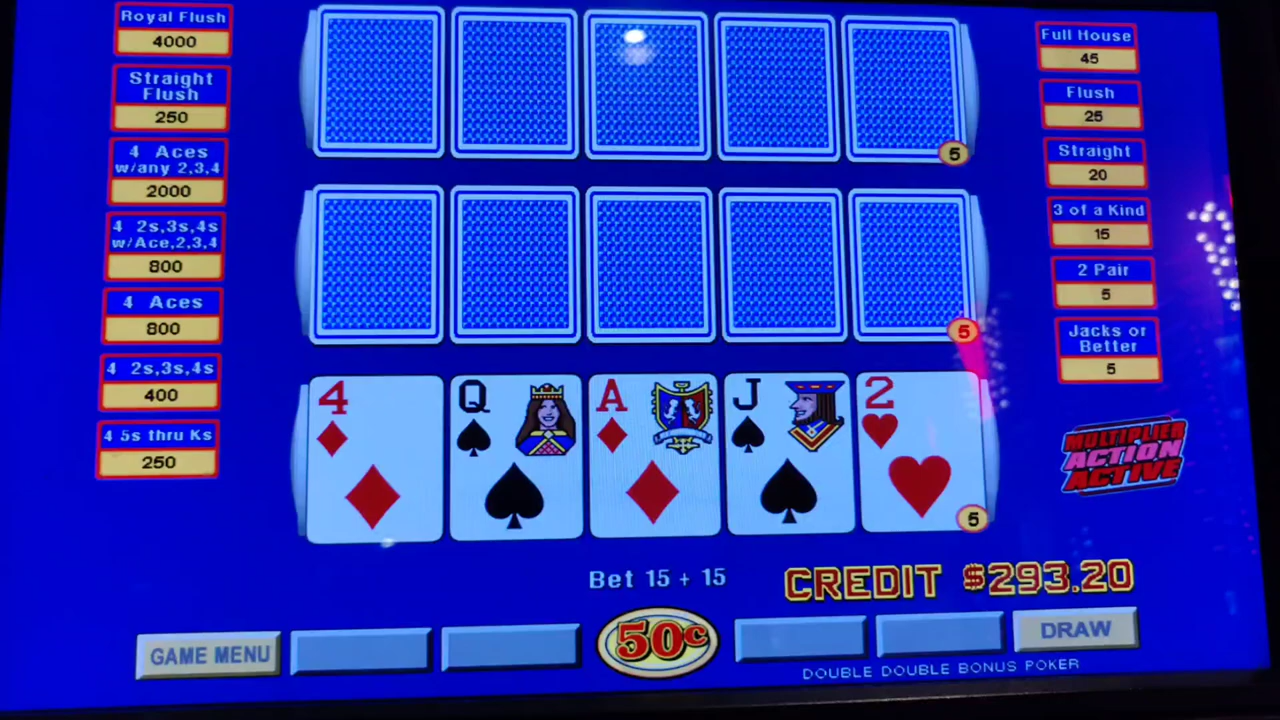 Royal Flush
4000
Straight
Flush
250
4 Aces
w/any 2,3,4
2000
4 2s,3s,4s
w/Ace,2,3,4
800
4 Aces
800
4 2s,3s,4s
400
4 5s thru Ks
250
5
5
4
Q
A
J
2
5
Full House
45
Flush
25
Straight
20
3 of a Kind
15
2 Pair
5
Jacks or
Better
5
MULTIPLIER
ACTION
ACTIVE
Bet 15 + 15
CREDIT $293.20
GAME MENU
50¢
DRAW
DOUBLE DOUBLE BONUS POKER